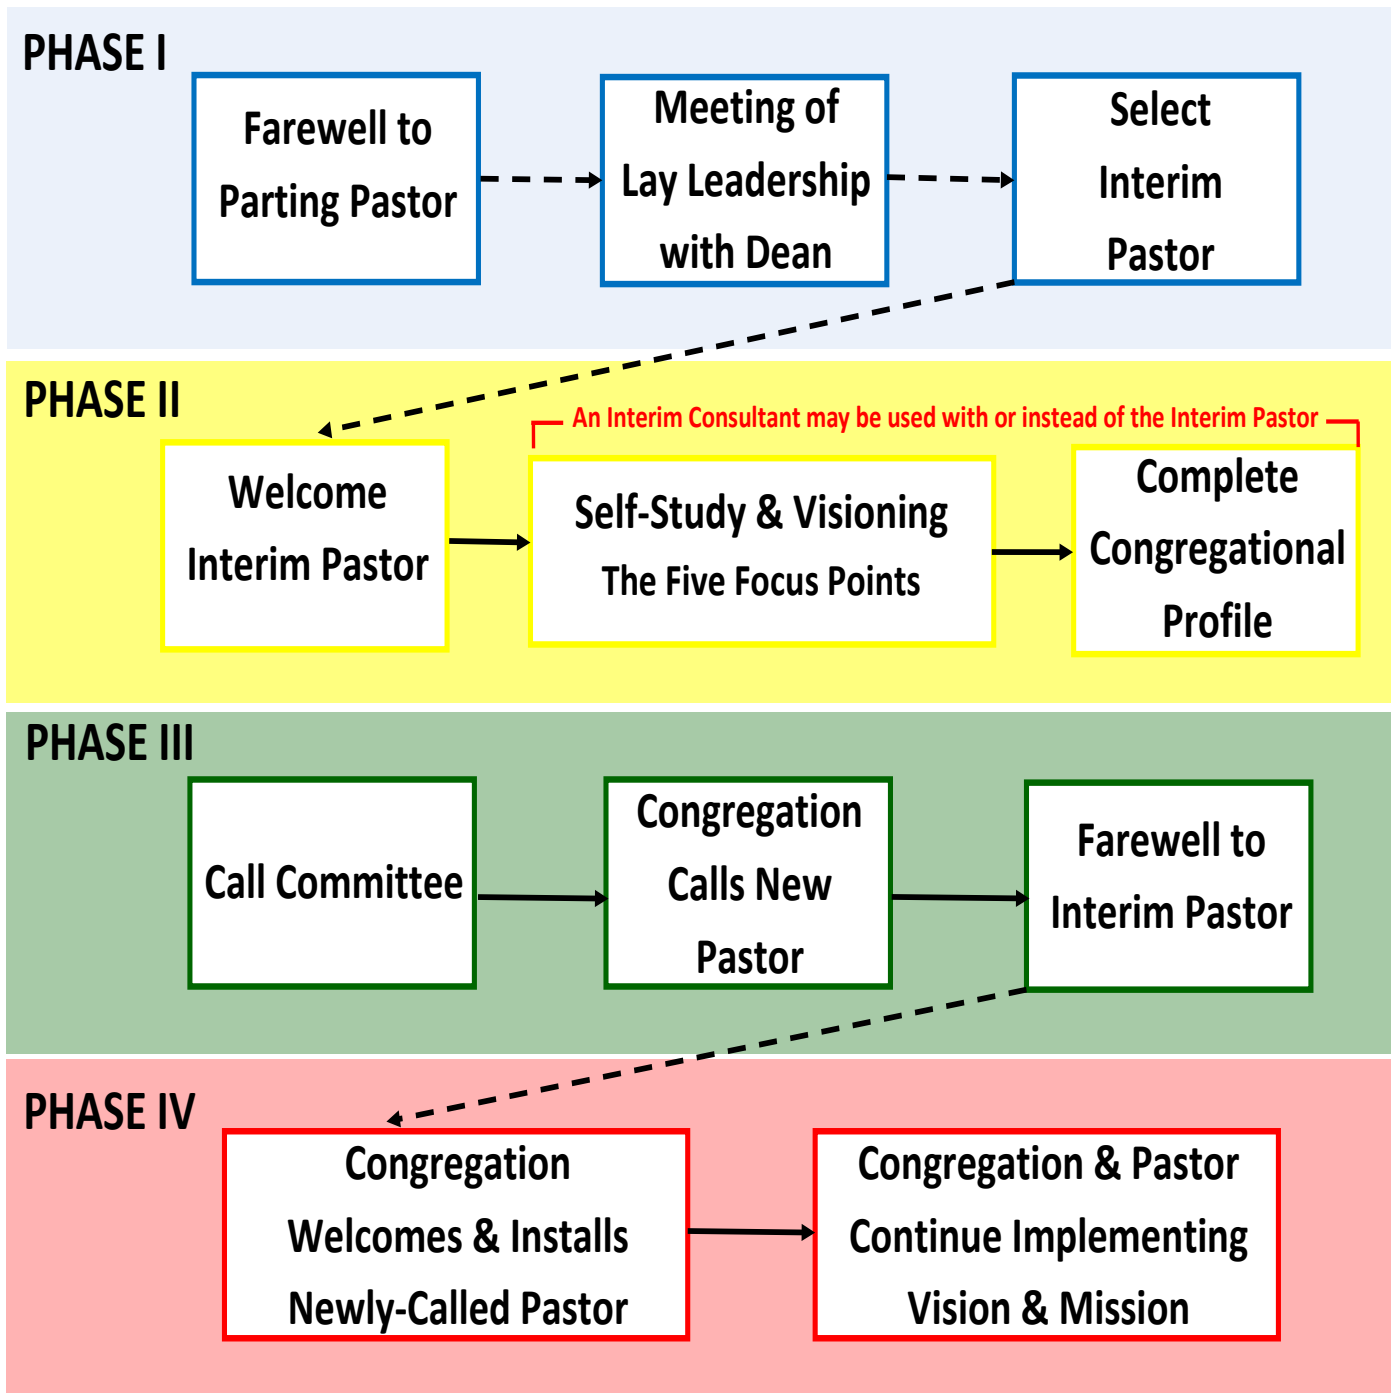 PHASE I
Farewell to
Parting Pastor
Meeting of
Lay Leadership
with Dean
Select
Interim
Pastor
PHASE II
An Interim Consultant may be used with or instead of the Interim Pastor
Welcome
Interim Pastor
Self-Study & Visioning
The Five Focus Points
Complete
Congregational
Profile
PHASE III
Call Committee
Congregation
Calls New
Pastor
Farewell to
Interim Pastor
PHASE IV
Congregation
Welcomes & Installs
Newly-Called Pastor
Congregation & Pastor
Continue Implementing
Vision & Mission